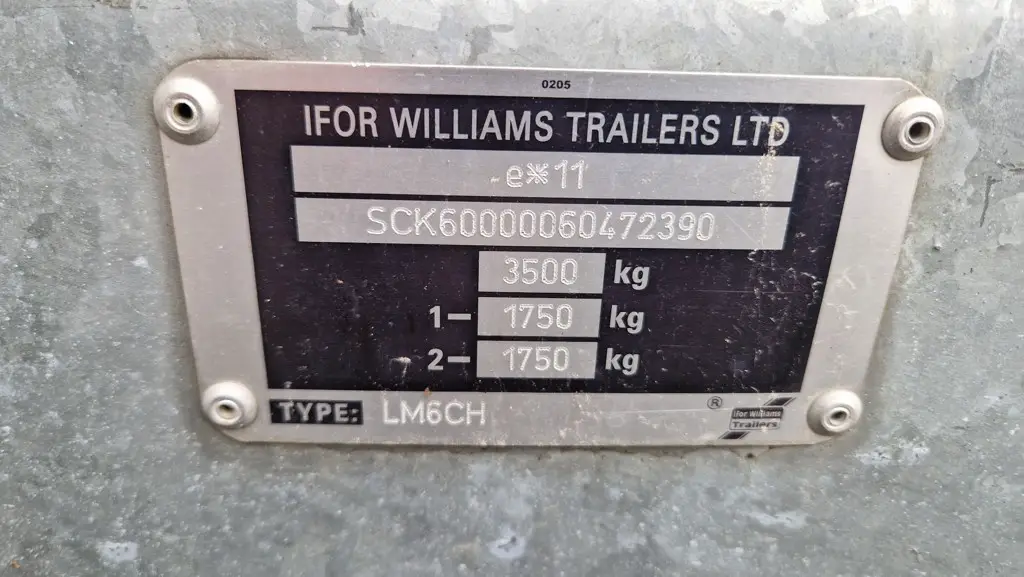 0205
IFOR WILLIAMS TRAILERS LTD
e*11
SCK60000060472390
3500 kg
1- 1750 kg
2- 1750 kg
TYPE: LM6CH
®
Ifor Williams
Trailers